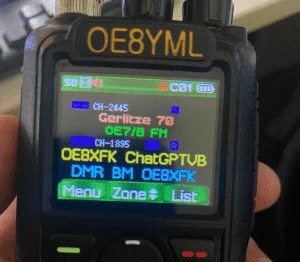 OE8YML
CH-2445
Gerlitze 70
OE7/8 FM
CH-1895
OE8XFK ChatGPTVB
DMR BM OE8XFK
Menu Zone List